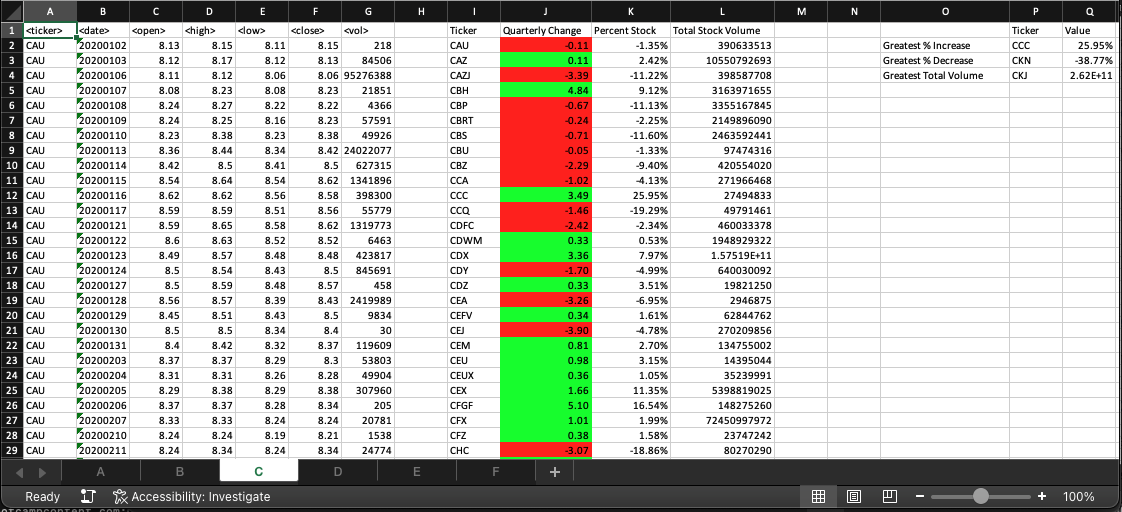 A B C D E F G H I J K L M N O P Q
1 <ticker> <date> <open> <high> <low> <close> <vol> Ticker Quarterly Change Percent Stock Total Stock Volume Ticker Value
2 CAU 20200102 8.13 8.15 8.11 8.15 218 CAU -0.11 -1.35% 390633513 Greatest % Increase CCC 25.95%
3 CAU 20200103 8.12 8.17 8.12 8.13 84506 CAZ 0.11 2.42% 10550792693 Greatest % Decrease CKN -38.77%
4 CAU 20200106 8.11 8.12 8.06 8.06 95276388 CAZJ -3.39 -11.22% 398587708 Greatest Total Volume CKJ 2.62E+11
5 CAU 20200107 8.08 8.23 8.08 8.23 21851 CBH 4.84 9.12% 3163971655
6 CAU 20200108 8.24 8.27 8.22 8.22 4366 CBP -0.67 -11.13% 3355167845
7 CAU 20200109 8.24 8.25 8.16 8.23 57591 CBRT -0.24 -2.25% 2149896090
8 CAU 20200110 8.23 8.38 8.23 8.38 49926 CBS -0.71 -11.60% 2463592441
9 CAU 20200113 8.36 8.44 8.34 8.42 24022077 CBU -0.05 -1.33% 97474316
10 CAU 20200114 8.42 8.5 8.41 8.5 627315 CBZ -2.29 -9.40% 420554020
11 CAU 20200115 8.54 8.64 8.54 8.62 1341896 CCA -1.02 -4.13% 271966468
12 CAU 20200116 8.62 8.62 8.56 8.58 398300 CCC 3.49 25.95% 27494833
13 CAU 20200117 8.59 8.59 8.51 8.56 55779 CCQ -1.46 -19.29% 49791461
14 CAU 20200121 8.59 8.65 8.58 8.62 1319773 CDFC -2.42 -2.34% 460033378
15 CAU 20200122 8.6 8.63 8.52 8.52 6463 CDWM 0.33 0.53% 1948929322
16 CAU 20200123 8.49 8.57 8.48 8.48 423817 CDX 3.36 7.97% 1.57519E+11
17 CAU 20200124 8.5 8.54 8.43 8.5 845691 CDY -1.70 -4.99% 640030092
18 CAU 20200127 8.5 8.59 8.48 8.57 458 CDZ 0.33 3.51% 19821250
19 CAU 20200128 8.56 8.57 8.39 8.43 2419989 CEA -3.26 -6.95% 2946875
20 CAU 20200129 8.45 8.51 8.43 8.5 9834 CEFV 0.34 1.61% 62844762
21 CAU 20200130 8.5 8.5 8.34 8.4 30 CEJ -3.90 -4.78% 270209856
22 CAU 20200131 8.4 8.42 8.32 8.37 119609 CEM 0.81 2.70% 134755002
23 CAU 20200203 8.37 8.37 8.29 8.3 53803 CEU 0.98 3.15% 14395044
24 CAU 20200204 8.31 8.31 8.26 8.28 49904 CEUX 0.36 1.05% 35239991
25 CAU 20200205 8.29 8.38 8.29 8.38 307960 CEX 1.66 11.35% 5398819025
26 CAU 20200206 8.37 8.37 8.28 8.34 205 CFGF 5.10 16.54% 148275260
27 CAU 20200207 8.33 8.33 8.24 8.24 20781 CFX 1.01 1.99% 72450997972
28 CAU 20200210 8.24 8.24 8.19 8.21 1538 CFZ 0.38 1.58% 23747242
29 CAU 20200211 8.24 8.34 8.24 8.34 24774 CHC -3.07 -18.86% 80270290
A B C D E F +
Ready Accessibility: Investigate 100%